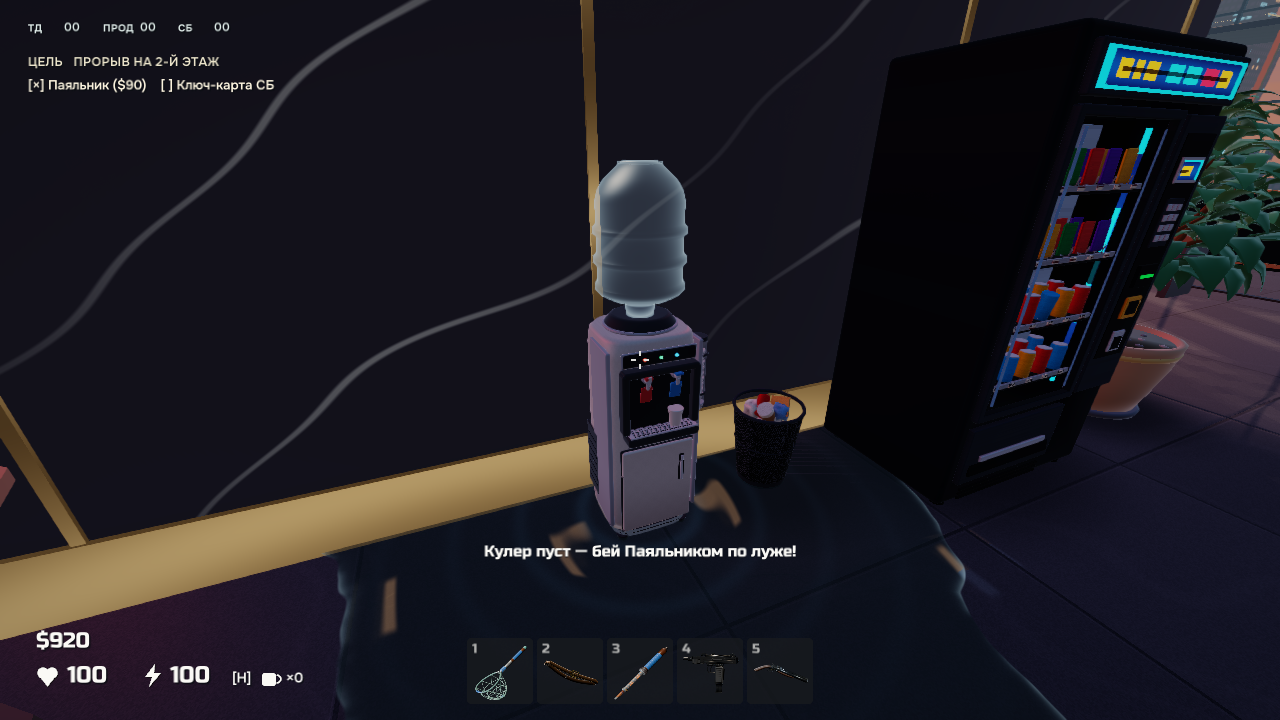 ТД 00 ПРОД 00 СБ 00
ЦЕЛЬ ПРОРЫВ НА 2-Й ЭТАЖ
[×] Паяльник ($90) [ ] Ключ-карта СБ
Кулер пуст — бей Паяльником по луже!
$920
100 100 [H] ×0
1 2 3 4 5